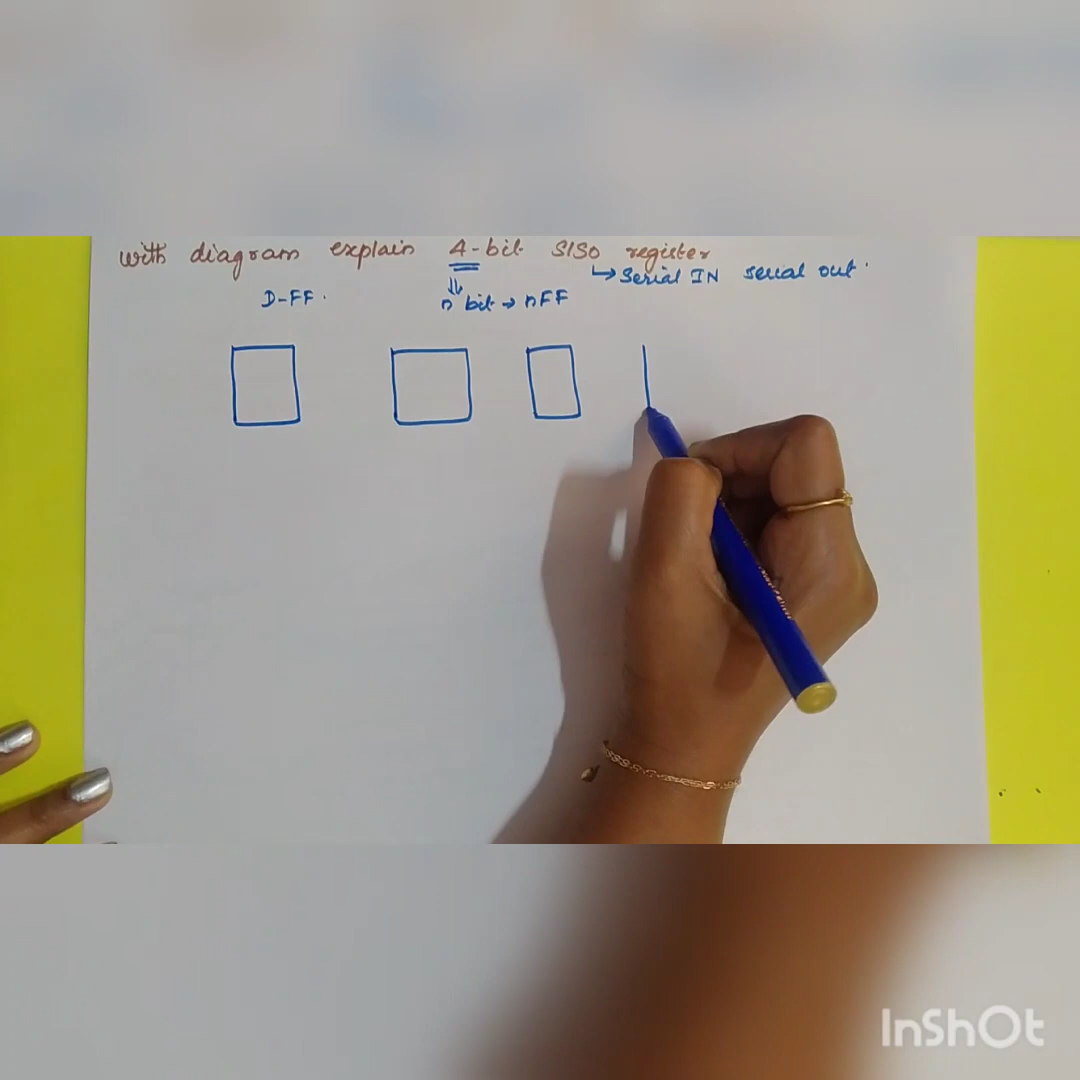 with diagram explain 4-bit SISO register
↳ Serial IN serial out.
D-FF.
⇓
n bit → nFF
InShOt